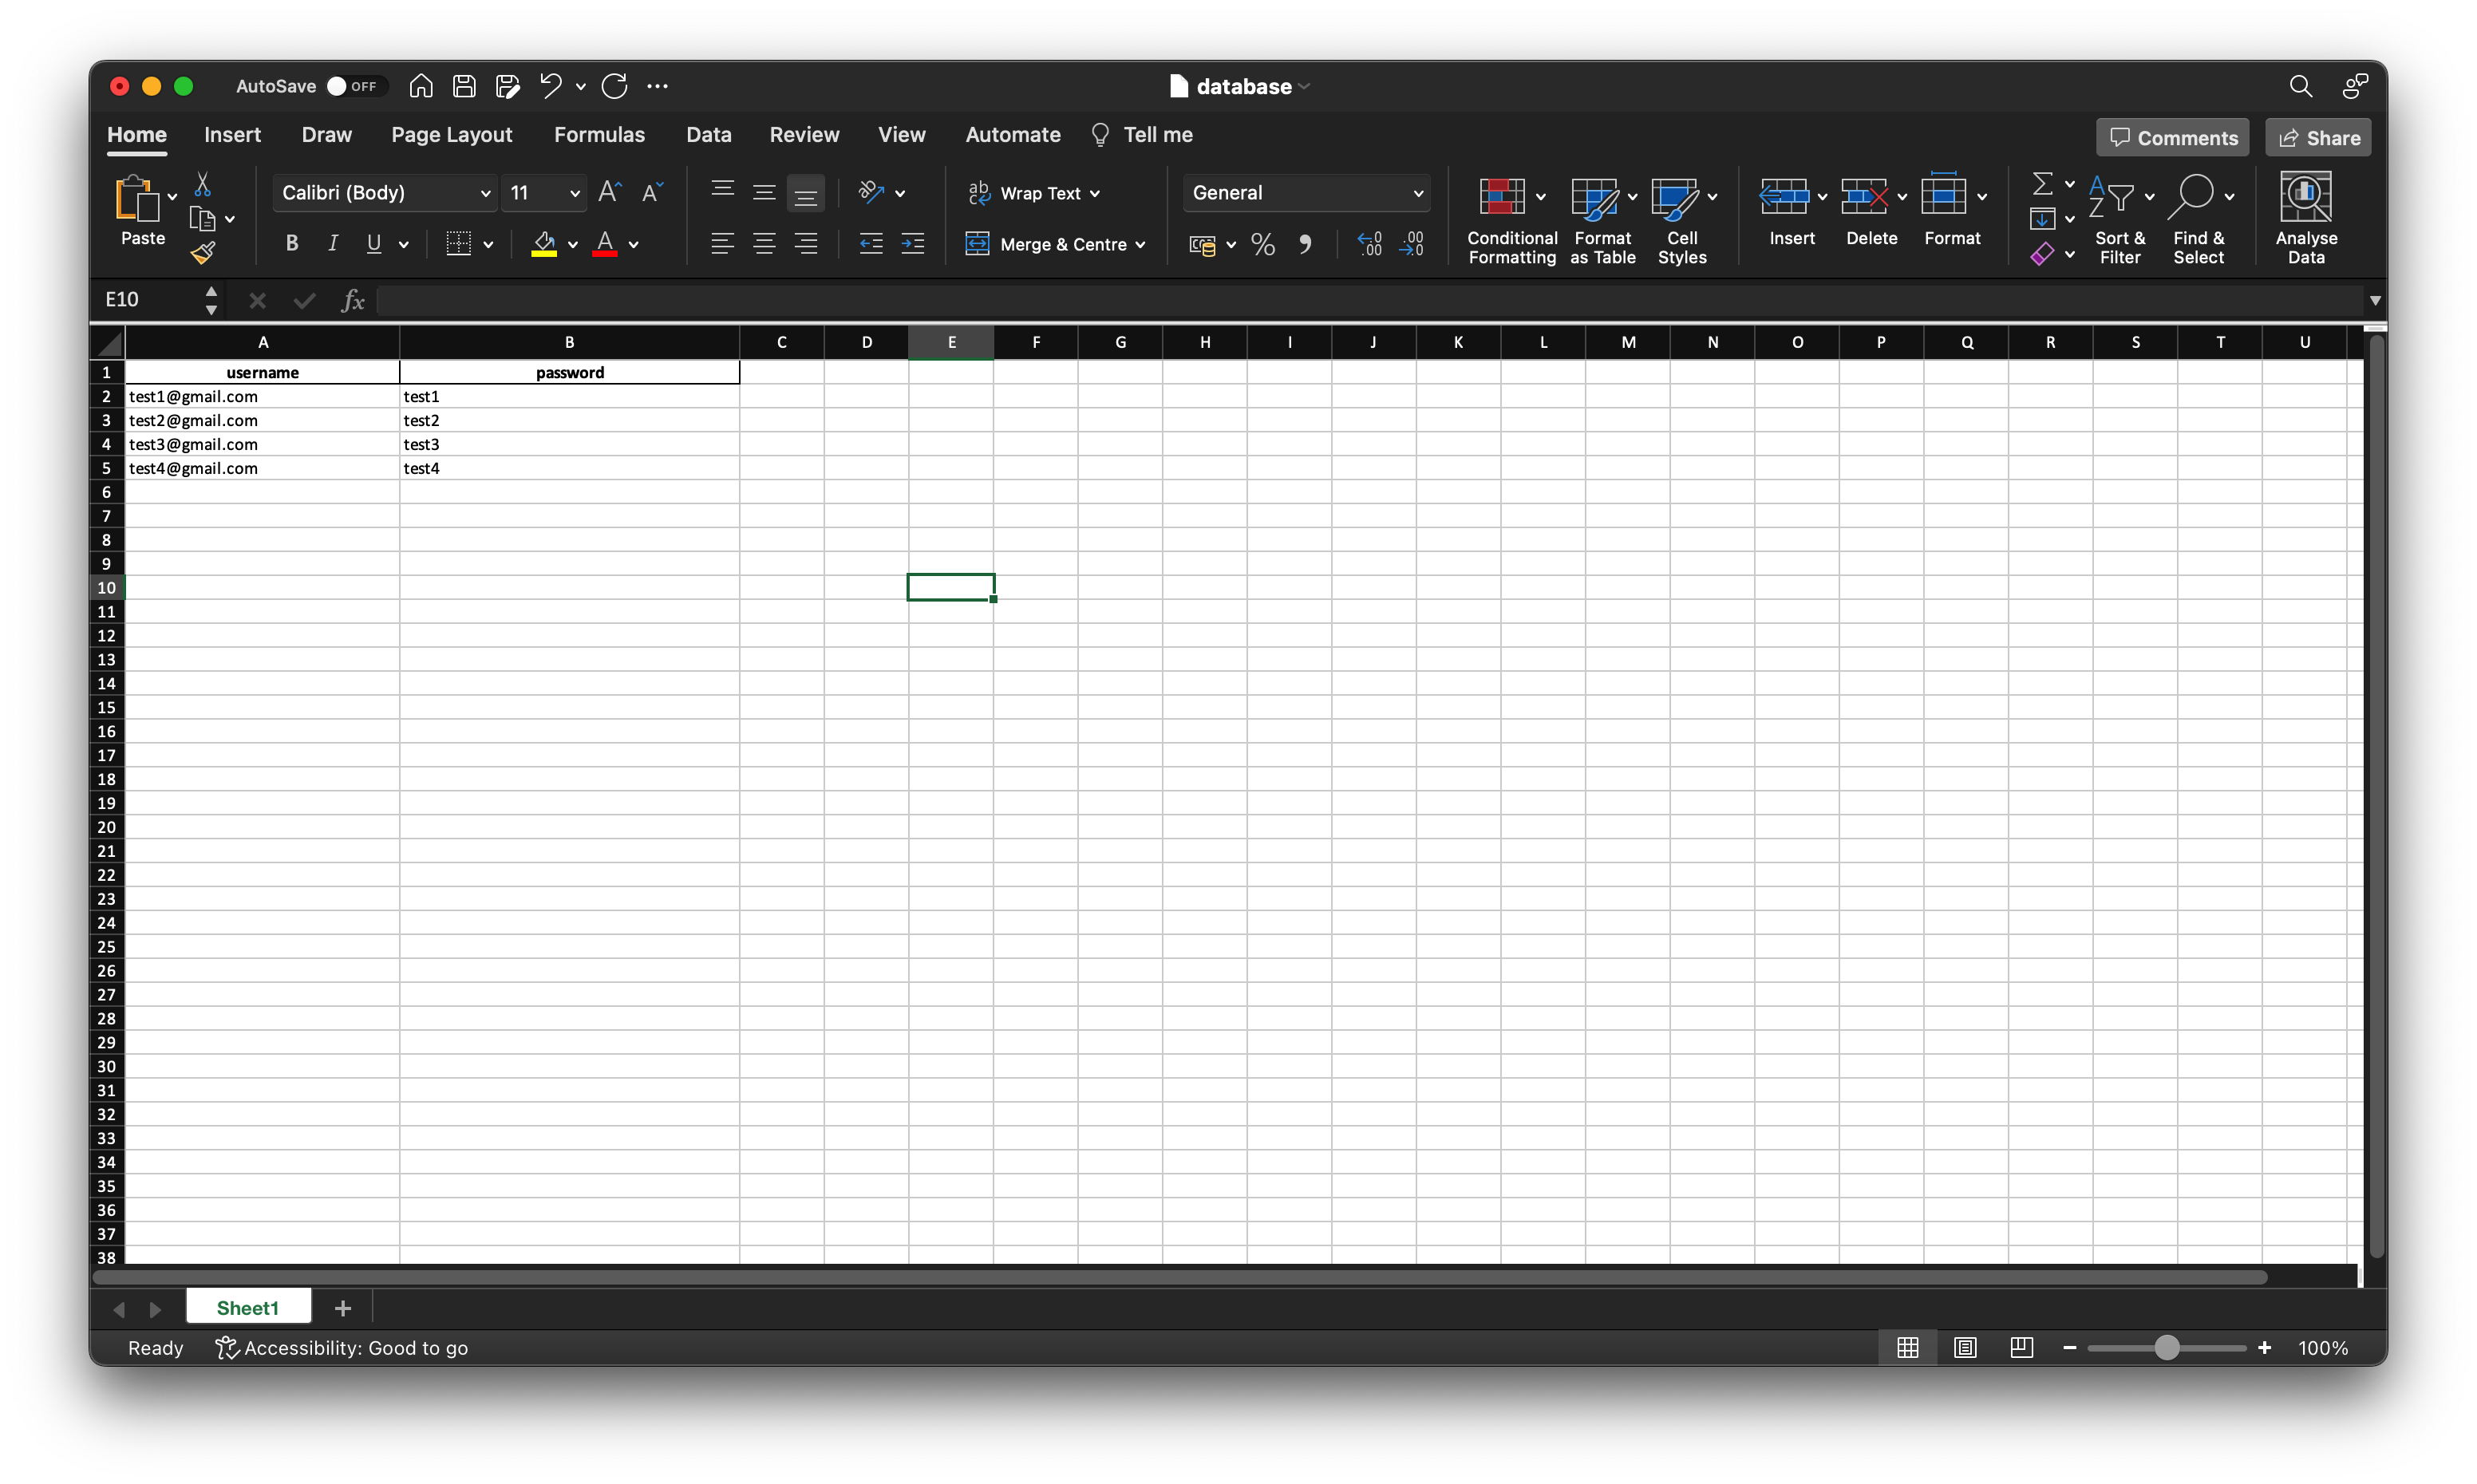 AutoSave OFF database
Home Insert Draw Page Layout Formulas Data Review View Automate Tell me Comments Share
Paste Calibri (Body) 11 Wrap Text General Conditional Formatting Format as Table Cell Styles Insert Delete Format Sort & Filter Find & Select Analyse Data
B I U A Merge & Centre
E10 fx
A B C D E F G H I J K L M N O P Q R S T U
1 username password
2 test1@gmail.com test1
3 test2@gmail.com test2
4 test3@gmail.com test3
5 test4@gmail.com test4
6
7
8
9
10
11
12
13
14
15
16
17
18
19
20
21
22
23
24
25
26
27
28
29
30
31
32
33
34
35
36
37
38
Sheet1 +
Ready Accessibility: Good to go 100%